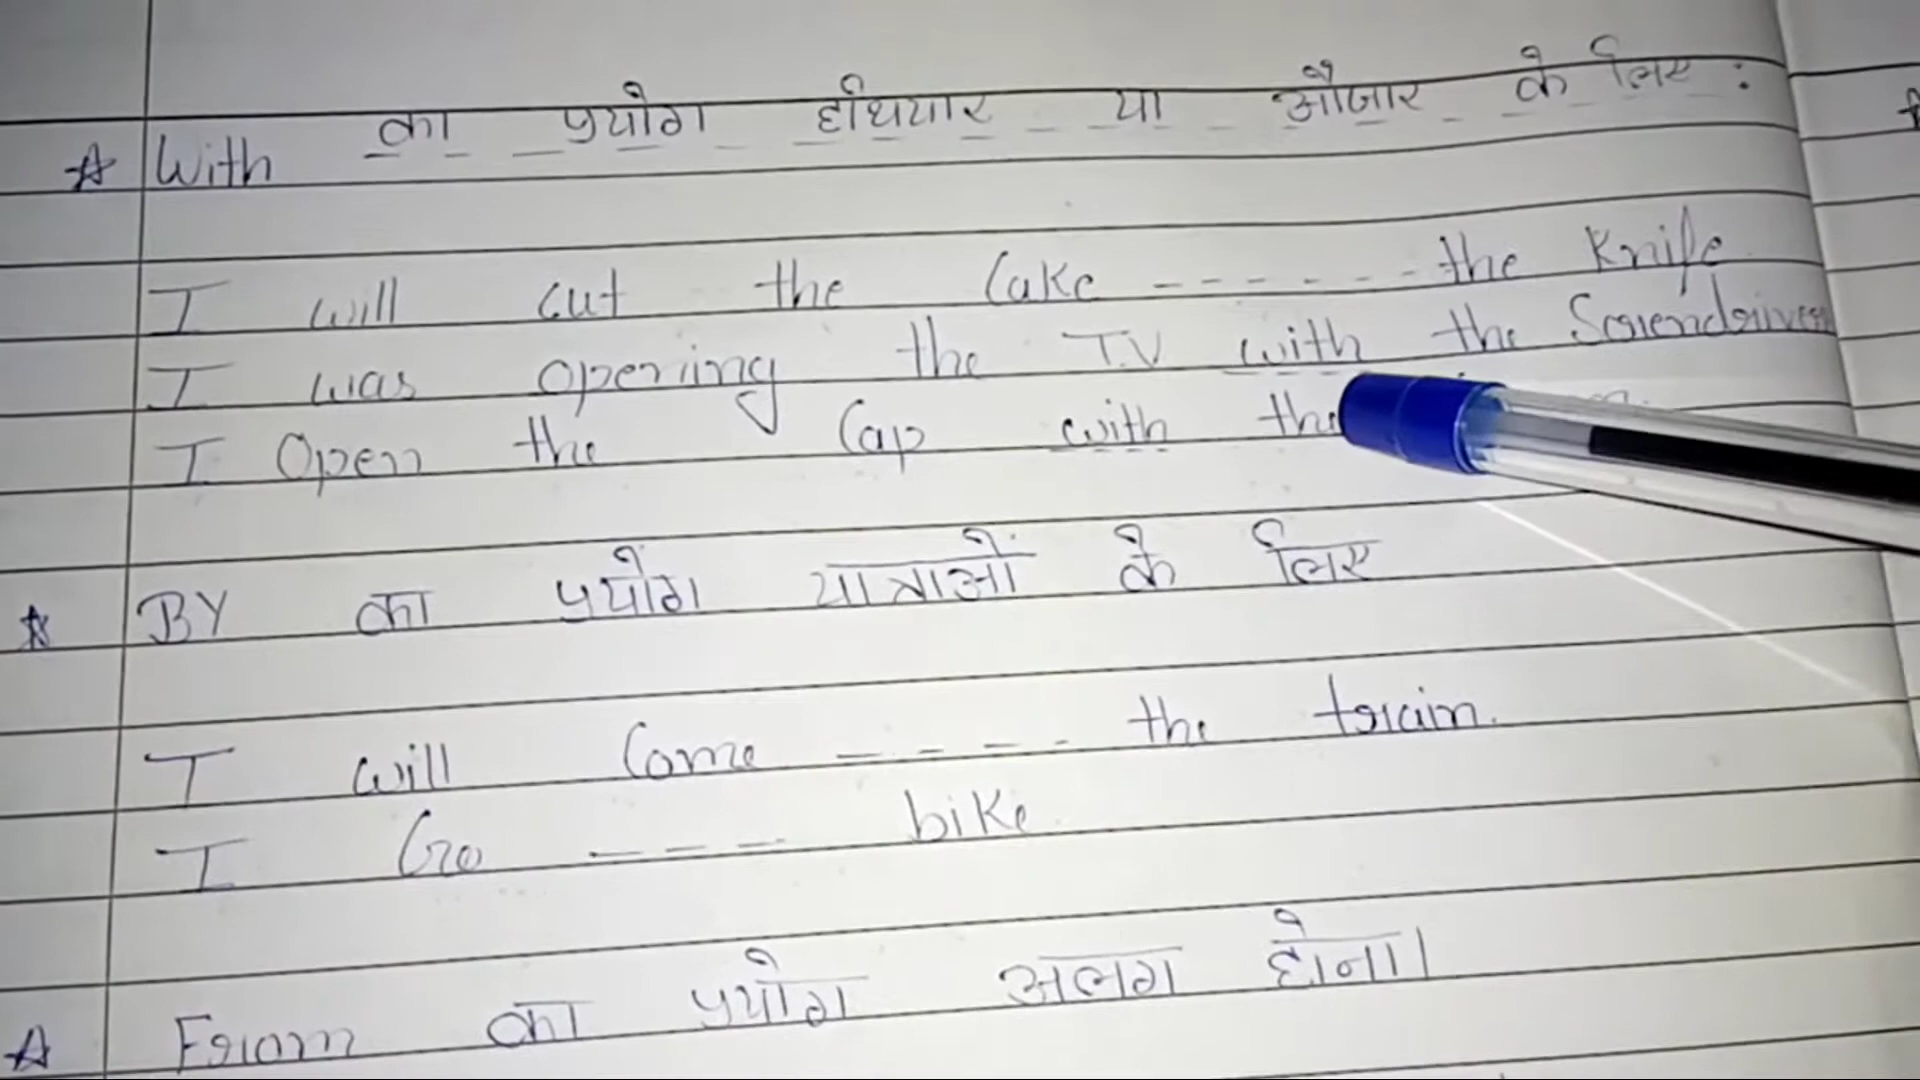 With का प्रयोग हथियार या औजार के लिए :
I will cut the Cake ------ the Knife
I was opening the T.V with the Screndriver
I Open the Cap with the
BY का प्रयोग यात्राओं के लिए
I will Come ---- the train.
I Go ---- bike
From का प्रयोग अलग होना।